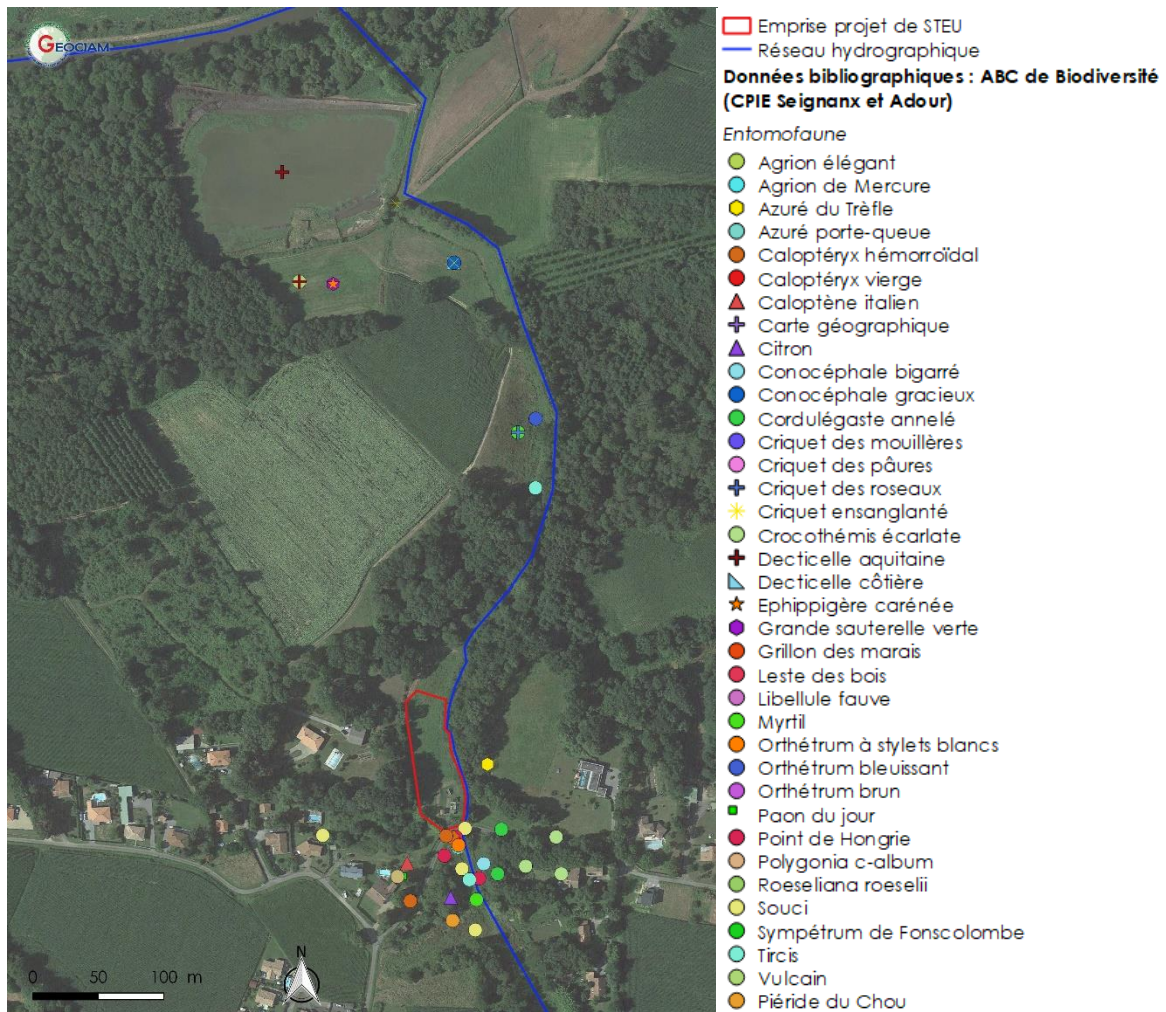 GEOCIAM
N
0 50 100 m
Emprise projet de STEU
Réseau hydrographique
Données bibliographiques : ABC de Biodiversité
(CPIE Seignanx et Adour)
Entomofaune
Agrion élégant
Agrion de Mercure
Azuré du Trèfle
Azuré porte-queue
Caloptéryx hémorroïdal
Caloptéryx vierge
Caloptène italien
Carte géographique
Citron
Conocéphale bigarré
Conocéphale gracieux
Cordulégaste annelé
Criquet des mouillères
Criquet des pâures
Criquet des roseaux
Criquet ensanglanté
Crocothémis écarlate
Decticelle aquitaine
Decticelle côtière
Ephippigère carénée
Grande sauterelle verte
Grillon des marais
Leste des bois
Libellule fauve
Myrtil
Orthétrum à stylets blancs
Orthétrum bleuissant
Orthétrum brun
Paon du jour
Point de Hongrie
Polygonia c-album
Roeseliana roeselii
Souci
Sympétrum de Fonscolombe
Tircis
Vulcain
Piéride du Chou